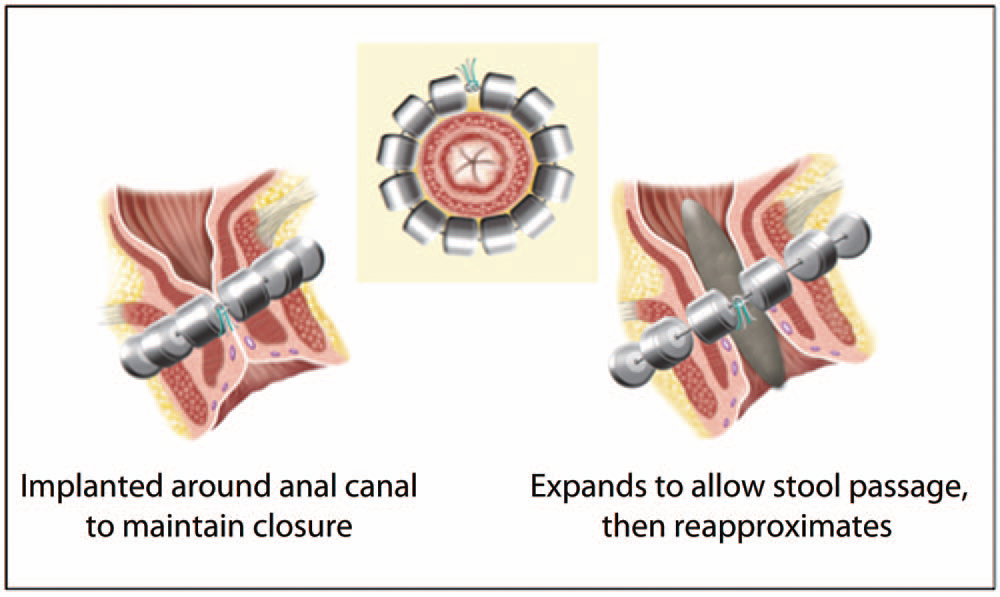 Implanted around anal canal
to maintain closure
Expands to allow stool passage,
then reapproximates